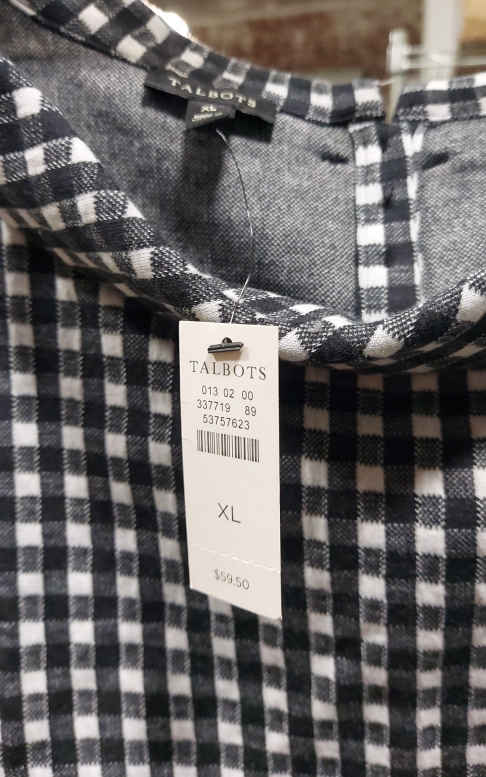 TALBOTS
XL
TALBOTS
013 02 00
337719 89
53757623
XL
$59.50